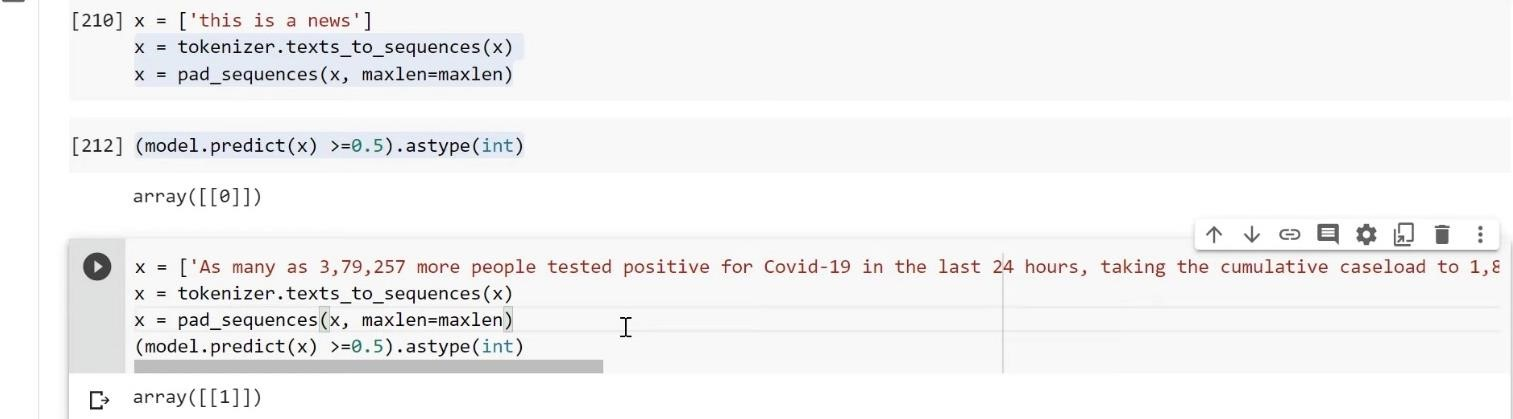 [210] x = ['this is a news']
x = tokenizer.texts_to_sequences(x)
x = pad_sequences(x, maxlen=maxlen)
[212] (model.predict(x) >=0.5).astype(int)
array([[0]])
x = ['As many as 3,79,257 more people tested positive for Covid-19 in the last 24 hours, taking the cumulative caseload to 1,8
x = tokenizer.texts_to_sequences(x)
x = pad_sequences(x, maxlen=maxlen)
(model.predict(x) >=0.5).astype(int)
array([[1]])